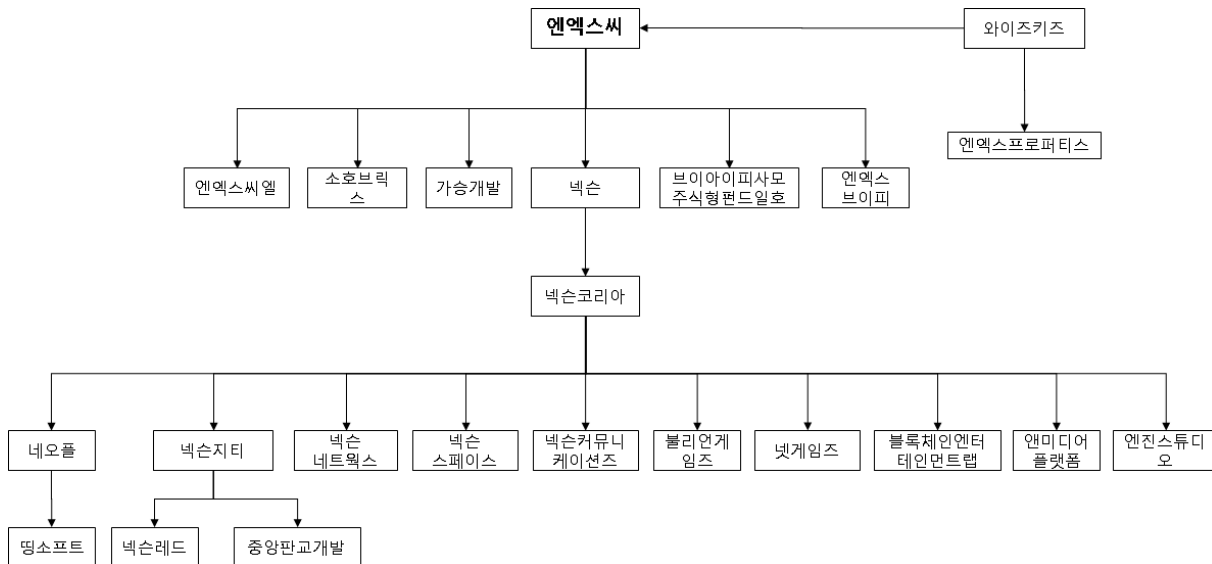 엔엑스씨
와이즈키즈
엔엑스프로퍼티스
엔엑스씨엘
소호브릭
스
가승개발
넥슨
브이아이피사모
주식형펀드일호
엔엑스
브이피
넥슨코리아
네오플
넥슨지티
넥슨
네트웍스
넥슨
스페이스
넥슨커뮤니
케이션즈
불리언게
임즈
넷게임즈
블록체인엔터
테인먼트랩
앤미디어
플랫폼
엔진스튜디
오
띵소프트
넥슨레드
중앙판교개발